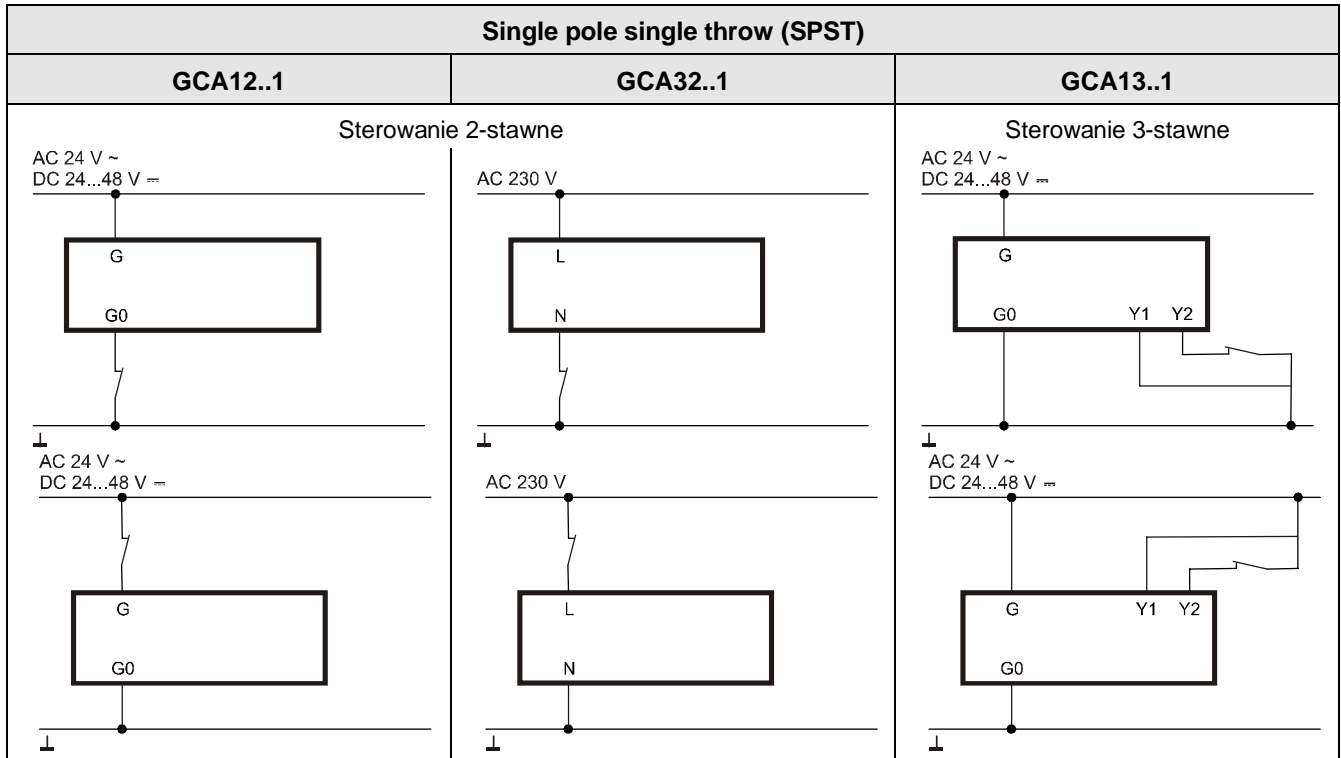 Single pole single throw (SPST)
GCA12..1
GCA32..1
GCA13..1
Sterowanie 2-stawne
Sterowanie 3-stawne
AC 24 V ~
DC 24...48 V ⎓
G
G0
AC 230 V
L
N
AC 24 V ~
DC 24...48 V ⎓
G
G0
Y1
Y2
AC 24 V ~
DC 24...48 V ⎓
G
G0
AC 230 V
L
N
AC 24 V ~
DC 24...48 V ⎓
G
Y1
Y2
G0